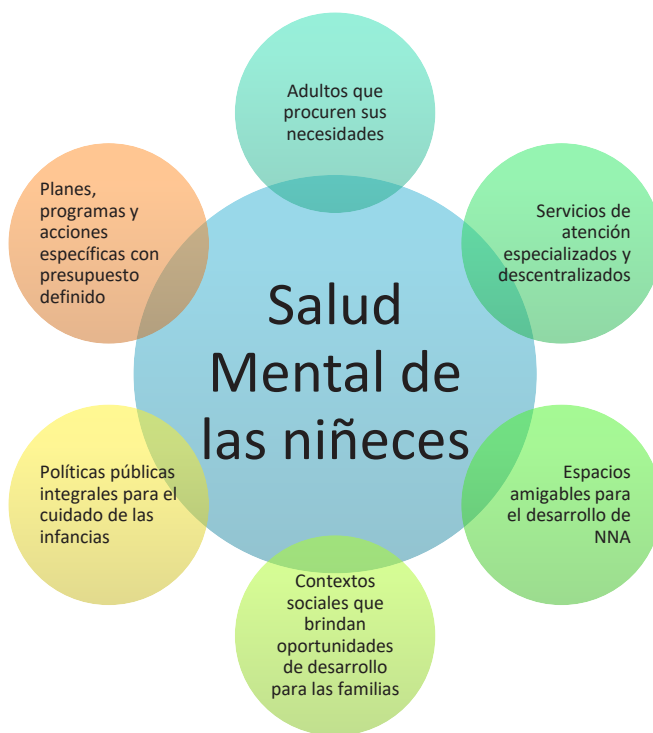 Adultos que
procuren sus
necesidades
Servicios de
atención
especializados y
descentralizados
Espacios
amigables para
el desarrollo de
NNA
Contextos
sociales que
brindan
oportunidades
de desarrollo
para las familias
Políticas públicas
integrales para el
cuidado de las
infancias
Planes,
programas y
acciones
específicas con
presupuesto
definido
Salud
Mental de
las niñeces